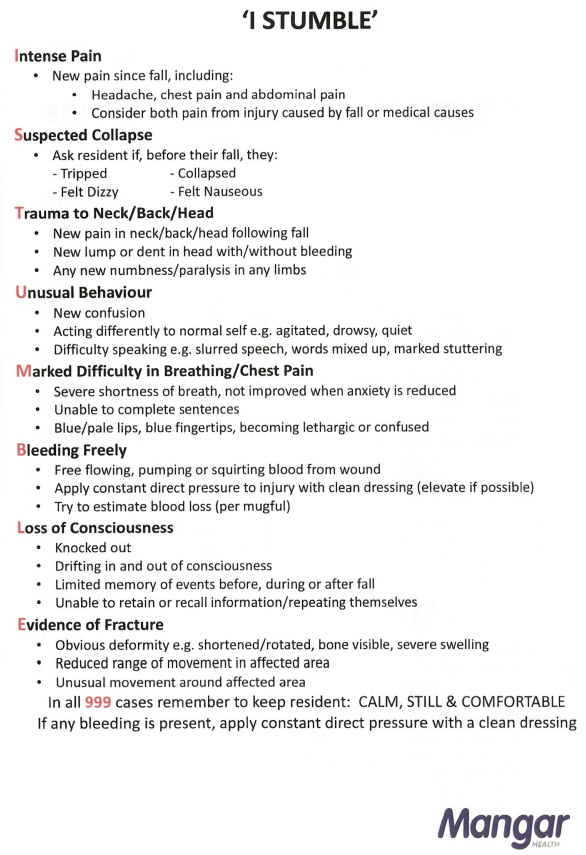 'I STUMBLE'
Intense Pain
• New pain since fall, including:
• Headache, chest pain and abdominal pain
• Consider both pain from injury caused by fall or medical causes
Suspected Collapse
• Ask resident if, before their fall, they:
- Tripped - Collapsed
- Felt Dizzy - Felt Nauseous
Trauma to Neck/Back/Head
• New pain in neck/back/head following fall
• New lump or dent in head with/without bleeding
• Any new numbness/paralysis in any limbs
Unusual Behaviour
• New confusion
• Acting differently to normal self e.g. agitated, drowsy, quiet
• Difficulty speaking e.g. slurred speech, words mixed up, marked stuttering
Marked Difficulty in Breathing/Chest Pain
• Severe shortness of breath, not improved when anxiety is reduced
• Unable to complete sentences
• Blue/pale lips, blue fingertips, becoming lethargic or confused
Bleeding Freely
• Free flowing, pumping or squirting blood from wound
• Apply constant direct pressure to injury with clean dressing (elevate if possible)
• Try to estimate blood loss (per mugful)
Loss of Consciousness
• Knocked out
• Drifting in and out of consciousness
• Limited memory of events before, during or after fall
• Unable to retain or recall information/repeating themselves
Evidence of Fracture
• Obvious deformity e.g. shortened/rotated, bone visible, severe swelling
• Reduced range of movement in affected area
• Unusual movement around affected area
In all 999 cases remember to keep resident: CALM, STILL & COMFORTABLE
If any bleeding is present, apply constant direct pressure with a clean dressing
Mangar
HEALTH